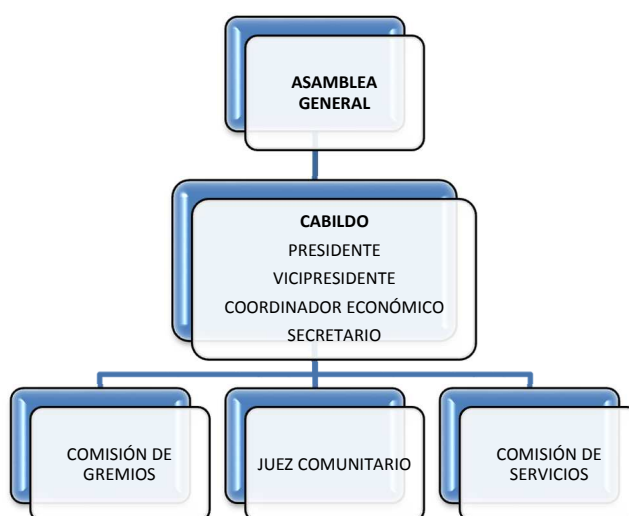 ASAMBLEA
GENERAL
CABILDO
PRESIDENTE
VICIPRESIDENTE
COORDINADOR ECONÓMICO
SECRETARIO
COMISIÓN DE
GREMIOS
JUEZ COMUNITARIO
COMISIÓN DE
SERVICIOS